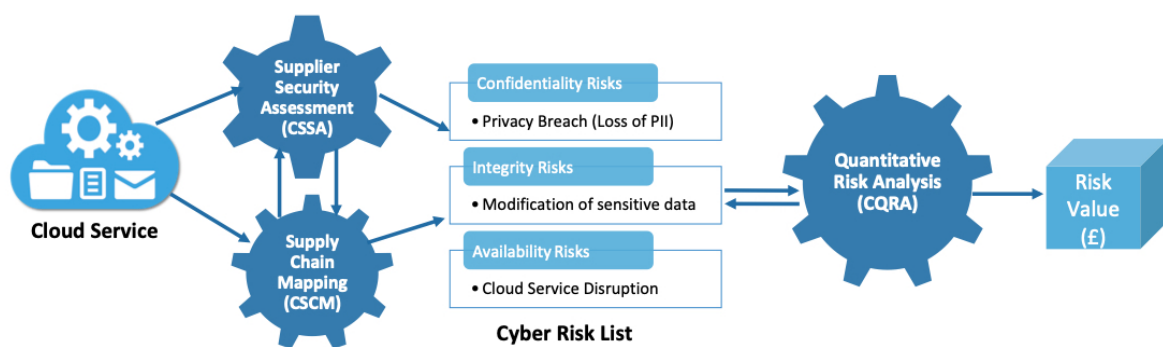 Cloud Service
Supplier
Security
Assessment
(CSSA)
Supply
Chain
Mapping
(CSCM)
Confidentiality Risks
• Privacy Breach (Loss of PII)
Integrity Risks
• Modification of sensitive data
Availability Risks
• Cloud Service Disruption
Cyber Risk List
Quantitative
Risk Analysis
(CQRA)
Risk
Value
(£)